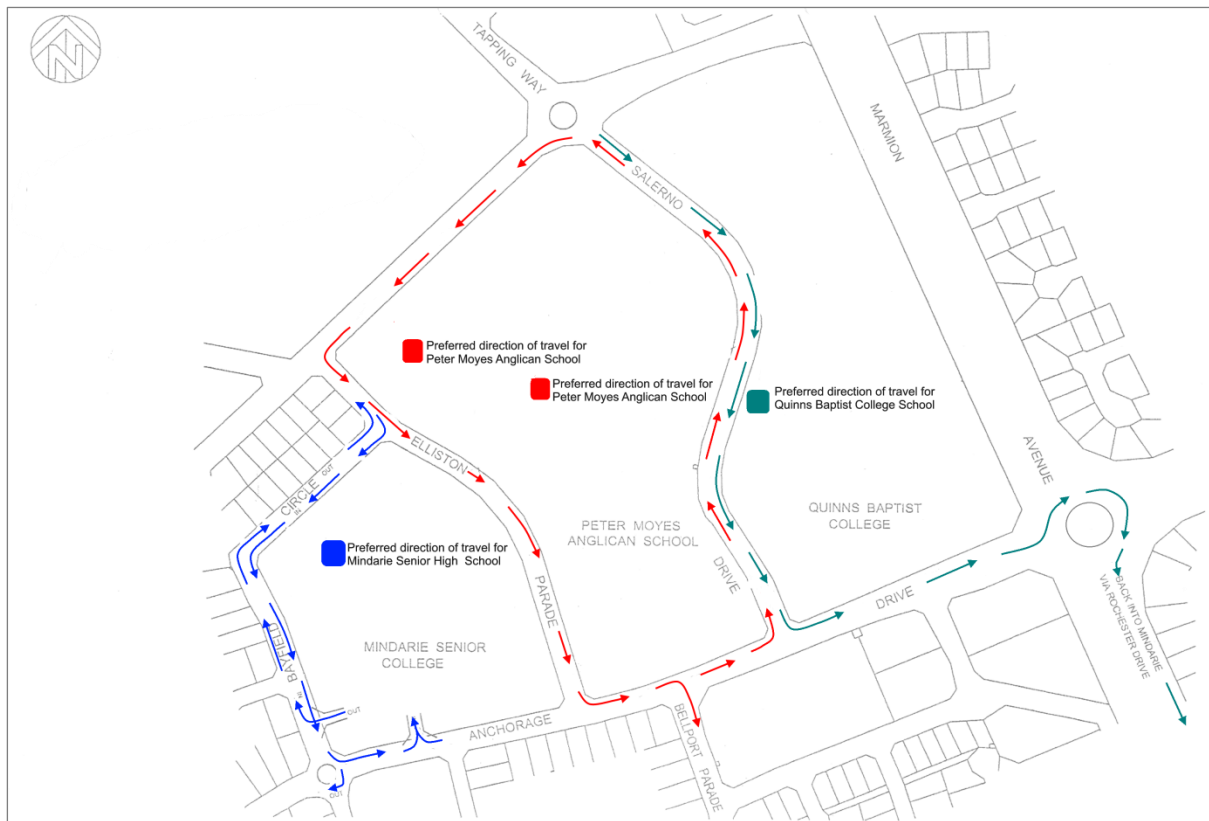 N
TAPPING WAY
MARMION
SALERNO
Preferred direction of travel for
Peter Moyes Anglican School
Preferred direction of travel for
Peter Moyes Anglican School
Preferred direction of travel for
Quinns Baptist College School
ELLISTON
AVENUE
OUT
CIRCLE
IN
QUINNS BAPTIST
COLLEGE
PETER MOYES
ANGLICAN SCHOOL
Preferred direction of travel for
Mindarie Senior High School
DRIVE
DRIVE
PARADE
BACK INTO MINDARIE
VIA ROCHESTER DRIVE
BAYFIELD
MINDARIE SENIOR
COLLEGE
IN
OUT
ANCHORAGE
BELLPORT
PARADE
OUT